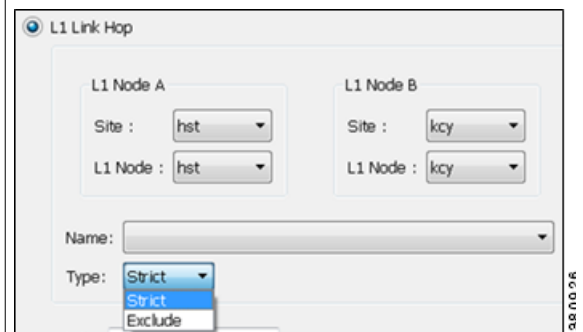 L1 Link Hop
L1 Node A
Site : hst
L1 Node : hst
L1 Node B
Site : kcy
L1 Node : kcy
Name:
Type: Strict
Strict
Exclude